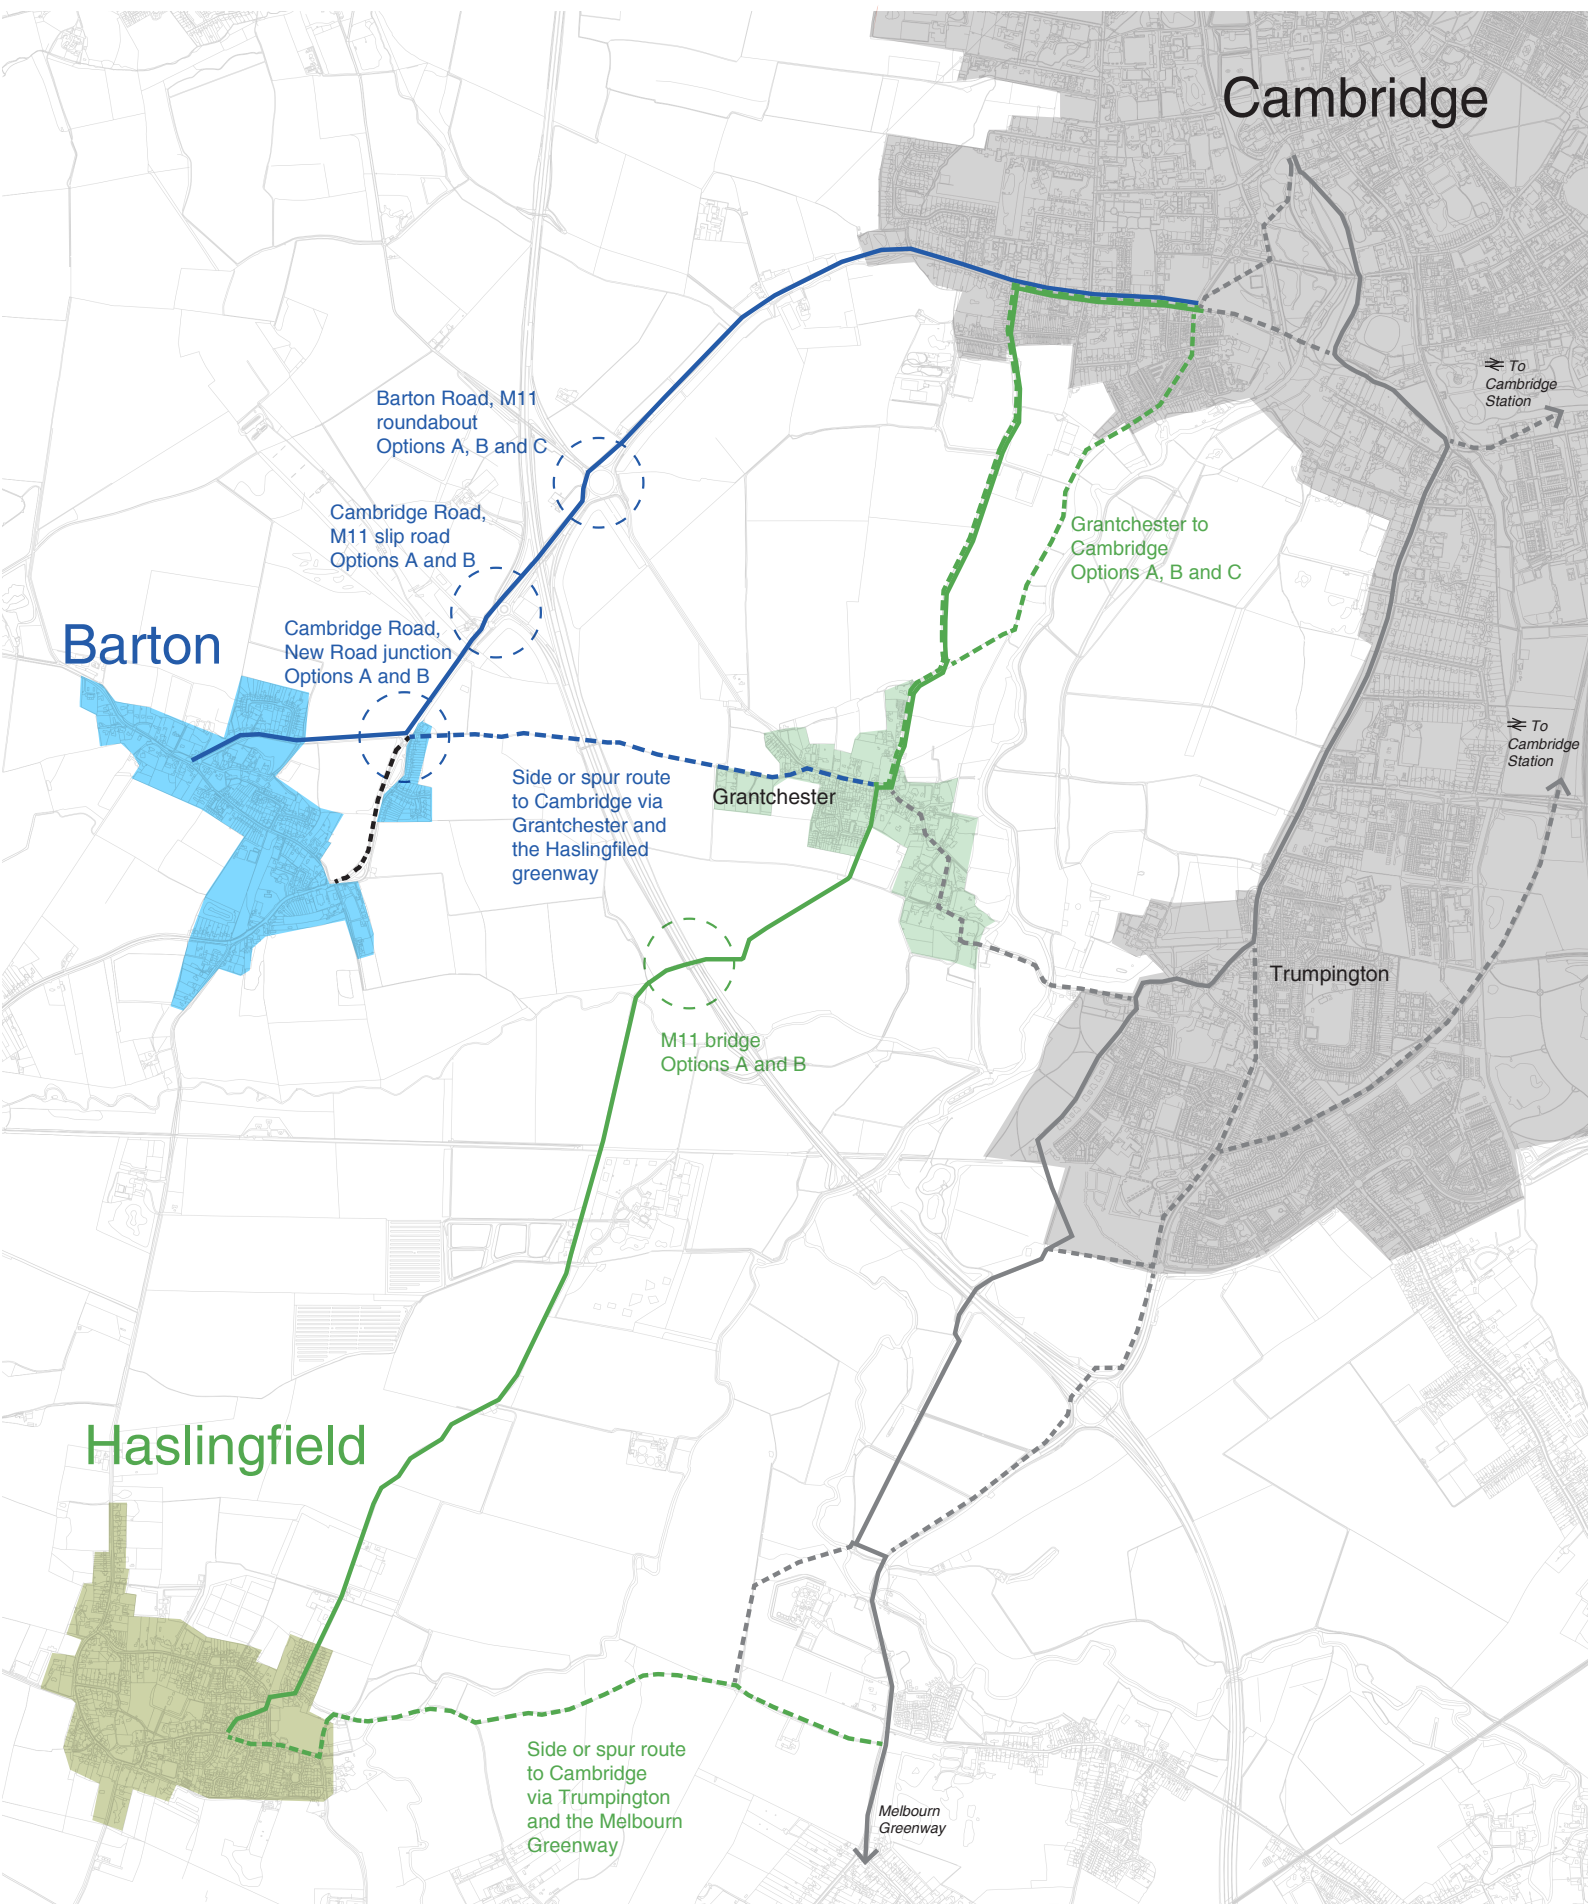 Cambridge
To
Cambridge
Station
Barton Road, M11
roundabout
Options A, B and C
Cambridge Road,
M11 slip road
Options A and B
Grantchester to
Cambridge
Options A, B and C
Barton
Cambridge Road,
New Road junction
Options A and B
To
Cambridge
Station
Side or spur route
to Cambridge via
Grantchester and
the Haslingfiled
greenway
Grantchester
Trumpington
M11 bridge
Options A and B
Haslingfield
Side or spur route
to Cambridge
via Trumpington
and the Melbourn
Greenway
Melbourn
Greenway